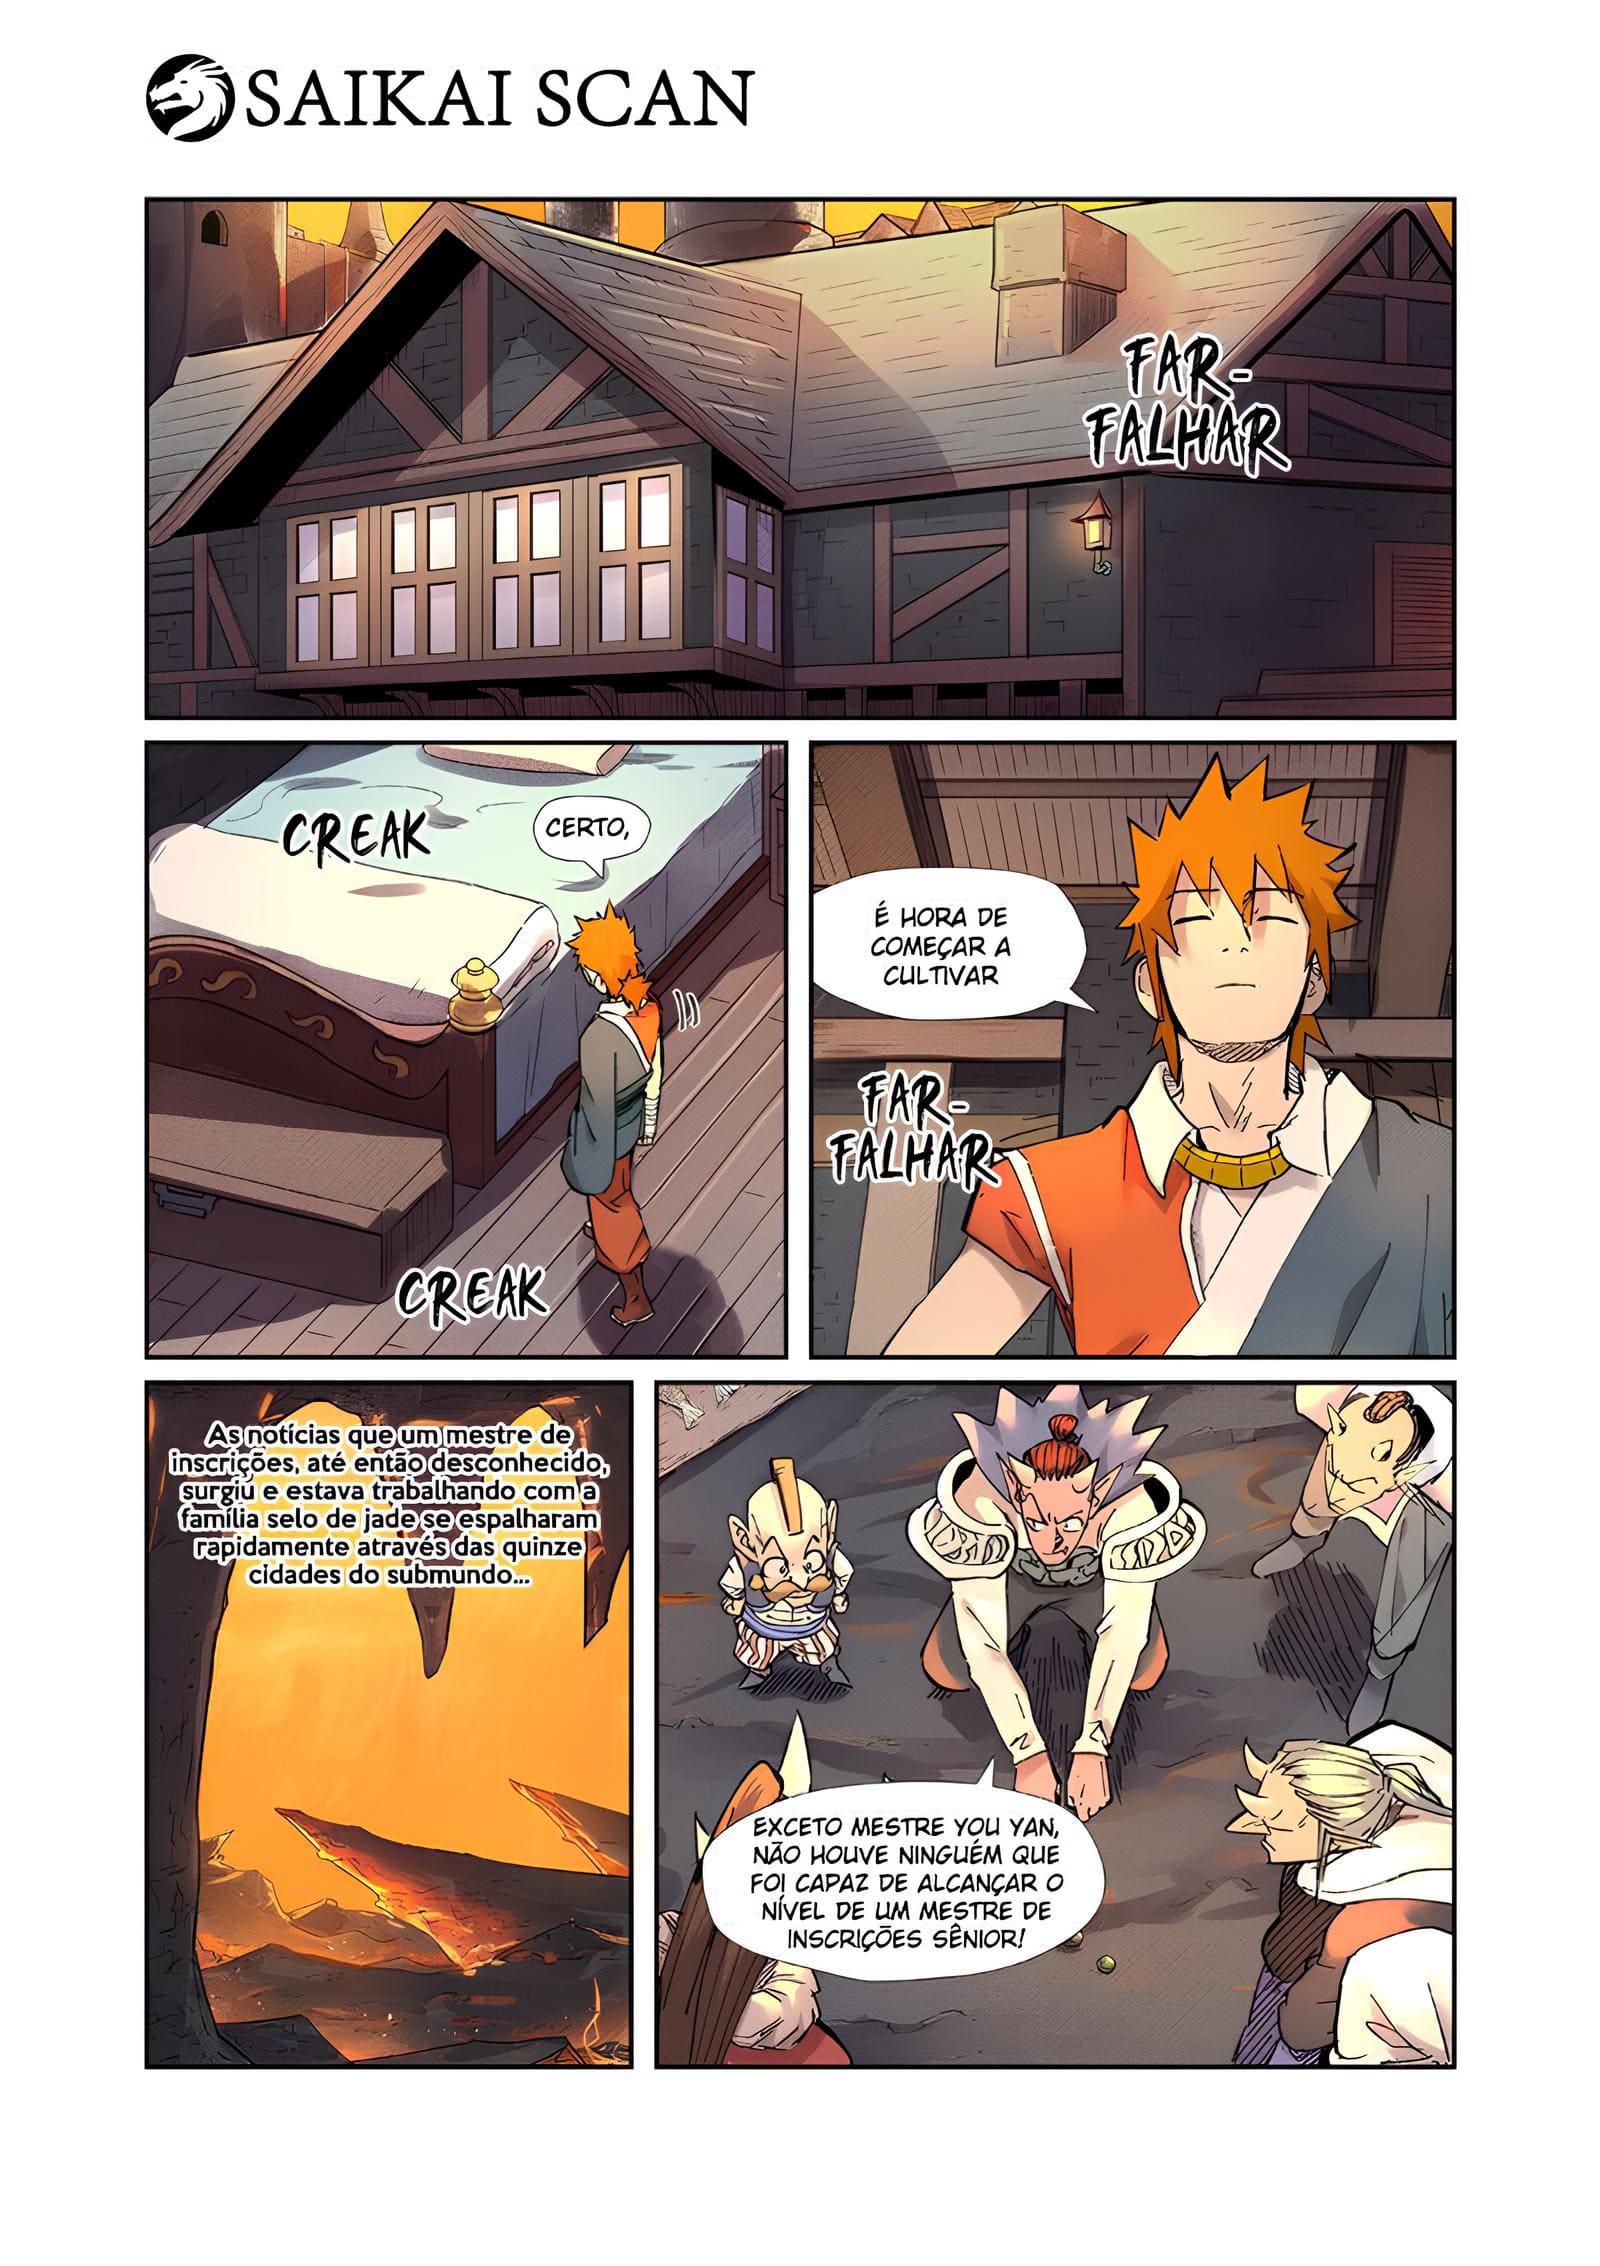 SAIKAI SCAN
FAR-
FALHAR
CREAK
CERTO,
CREAK
É HORA DE
COMEÇAR A
CULTIVAR
FAR-
FALHAR
As notícias que um mestre de
inscrições, até então desconhecido,
surgiu e estava trabalhando com a
família selo de jade se espalharam
rapidamente através das quinze
cidades do submundo...
EXCETO MESTRE YOU YAN,
NÃO HOUVE NINGUÉM QUE
FOI CAPAZ DE ALCANÇAR O
NÍVEL DE UM MESTRE DE
INSCRIÇÕES SÊNIOR!